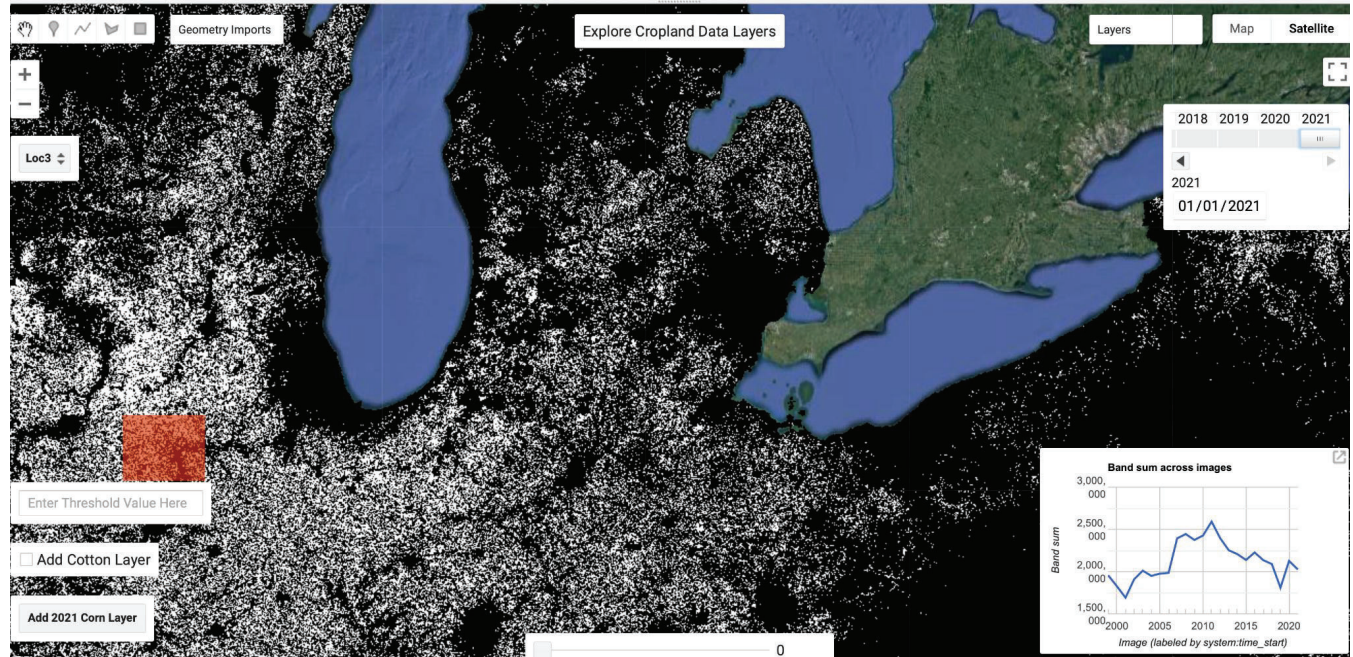 Geometry Imports
Explore Cropland Data Layers
Layers
Map Satellite
+
−
2018 2019 2020 2021
2021
01/01/2021
Loc3
Enter Threshold Value Here
Add Cotton Layer
Add 2021 Corn Layer
0
Band sum across images
3,000,
000
2,500,
000
2,000,
000
1,500,
000
Band sum
2000 2005 2010 2015 2020
Image (labeled by system:time_start)